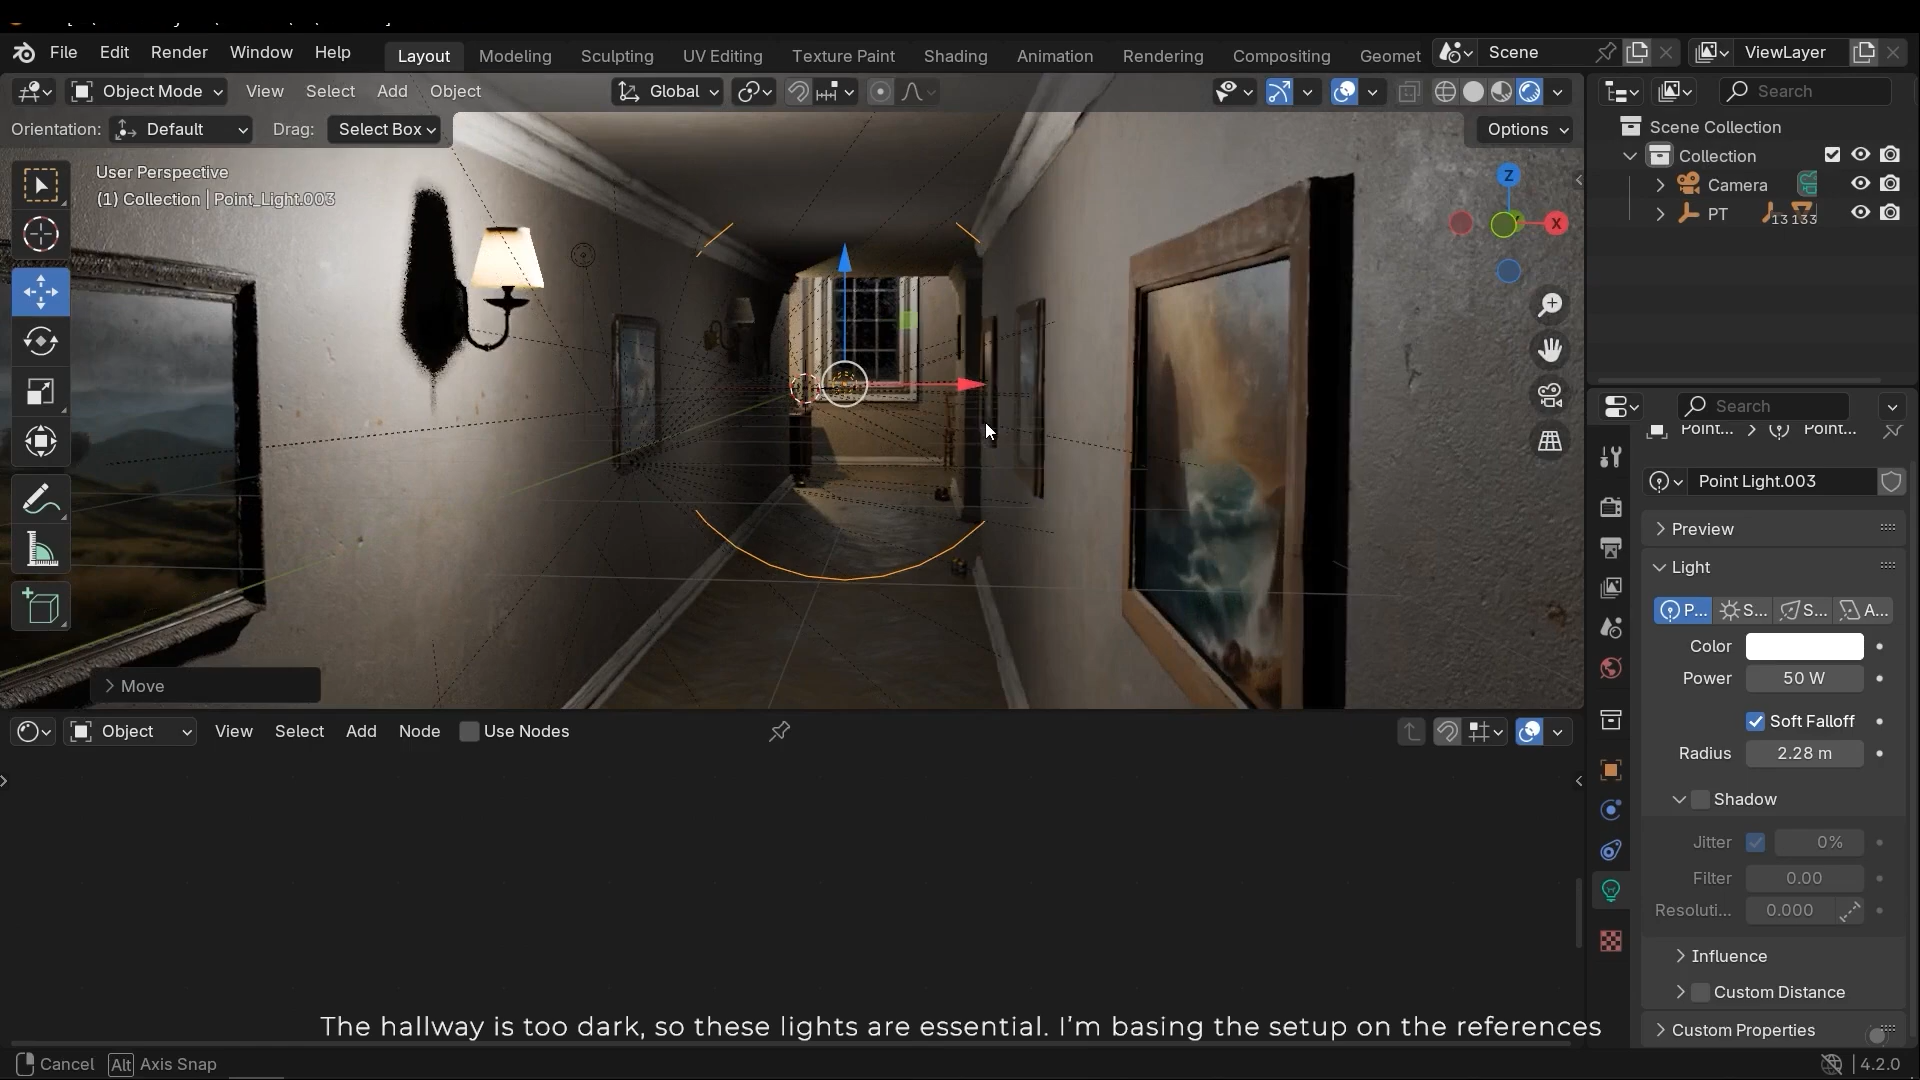 File Edit Render Window Help
Layout Modeling Sculpting UV Editing Texture Paint Shading Animation Rendering Compositing Geomet
Scene
ViewLayer
Object Mode View Select Add Object
Global
Search
Orientation: Default Drag: Select Box
Options
Scene Collection
Collection
Camera
PT 13 133
User Perspective
(1) Collection | Point_Light.003
Z
X
Search
Point... > Point...
Point Light.003
Preview
Light
P... S... S... A...
Color
Power 50 W
Soft Falloff
Radius 2.28 m
Shadow
Jitter 0%
Filter 0.00
Resoluti... 0.000
Influence
Custom Distance
Custom Properties
Move
Object View Select Add Node Use Nodes
The hallway is too dark, so these lights are essential. I'm basing the setup on the references
Cancel Alt Axis Snap
4.2.0